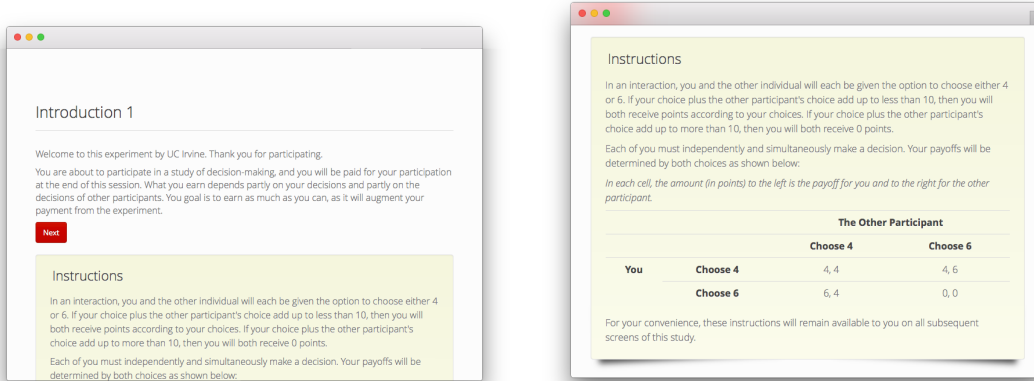 Introduction 1
Welcome to this experiment by UC Irvine. Thank you for participating.
You are about to participate in a study of decision-making, and you will be paid for your participation
at the end of this session. What you earn depends partly on your decisions and partly on the
decisions of other participants. You goal is to earn as much as you can, as it will augment your
payment from the experiment.
Next
Instructions
In an interaction, you and the other individual will each be given the option to choose either 4
or 6. If your choice plus the other participant's choice add up to less than 10, then you will
both receive points according to your choices. If your choice plus the other participant's
choice add up to more than 10, then you will both receive 0 points.
Each of you must independently and simultaneously make a decision. Your payoffs will be
determined by both choices as shown below:
Instructions
In an interaction, you and the other individual will each be given the option to choose either 4
or 6. If your choice plus the other participant's choice add up to less than 10, then you will
both receive points according to your choices. If your choice plus the other participant's
choice add up to more than 10, then you will both receive 0 points.
Each of you must independently and simultaneously make a decision. Your payoffs will be
determined by both choices as shown below:
In each cell, the amount (in points) to the left is the payoff for you and to the right for the other
participant.
The Other Participant
Choose 4 Choose 6
You Choose 4 4, 4 4, 6
Choose 6 6, 4 0, 0
For your convenience, these instructions will remain available to you on all subsequent
screens of this study.